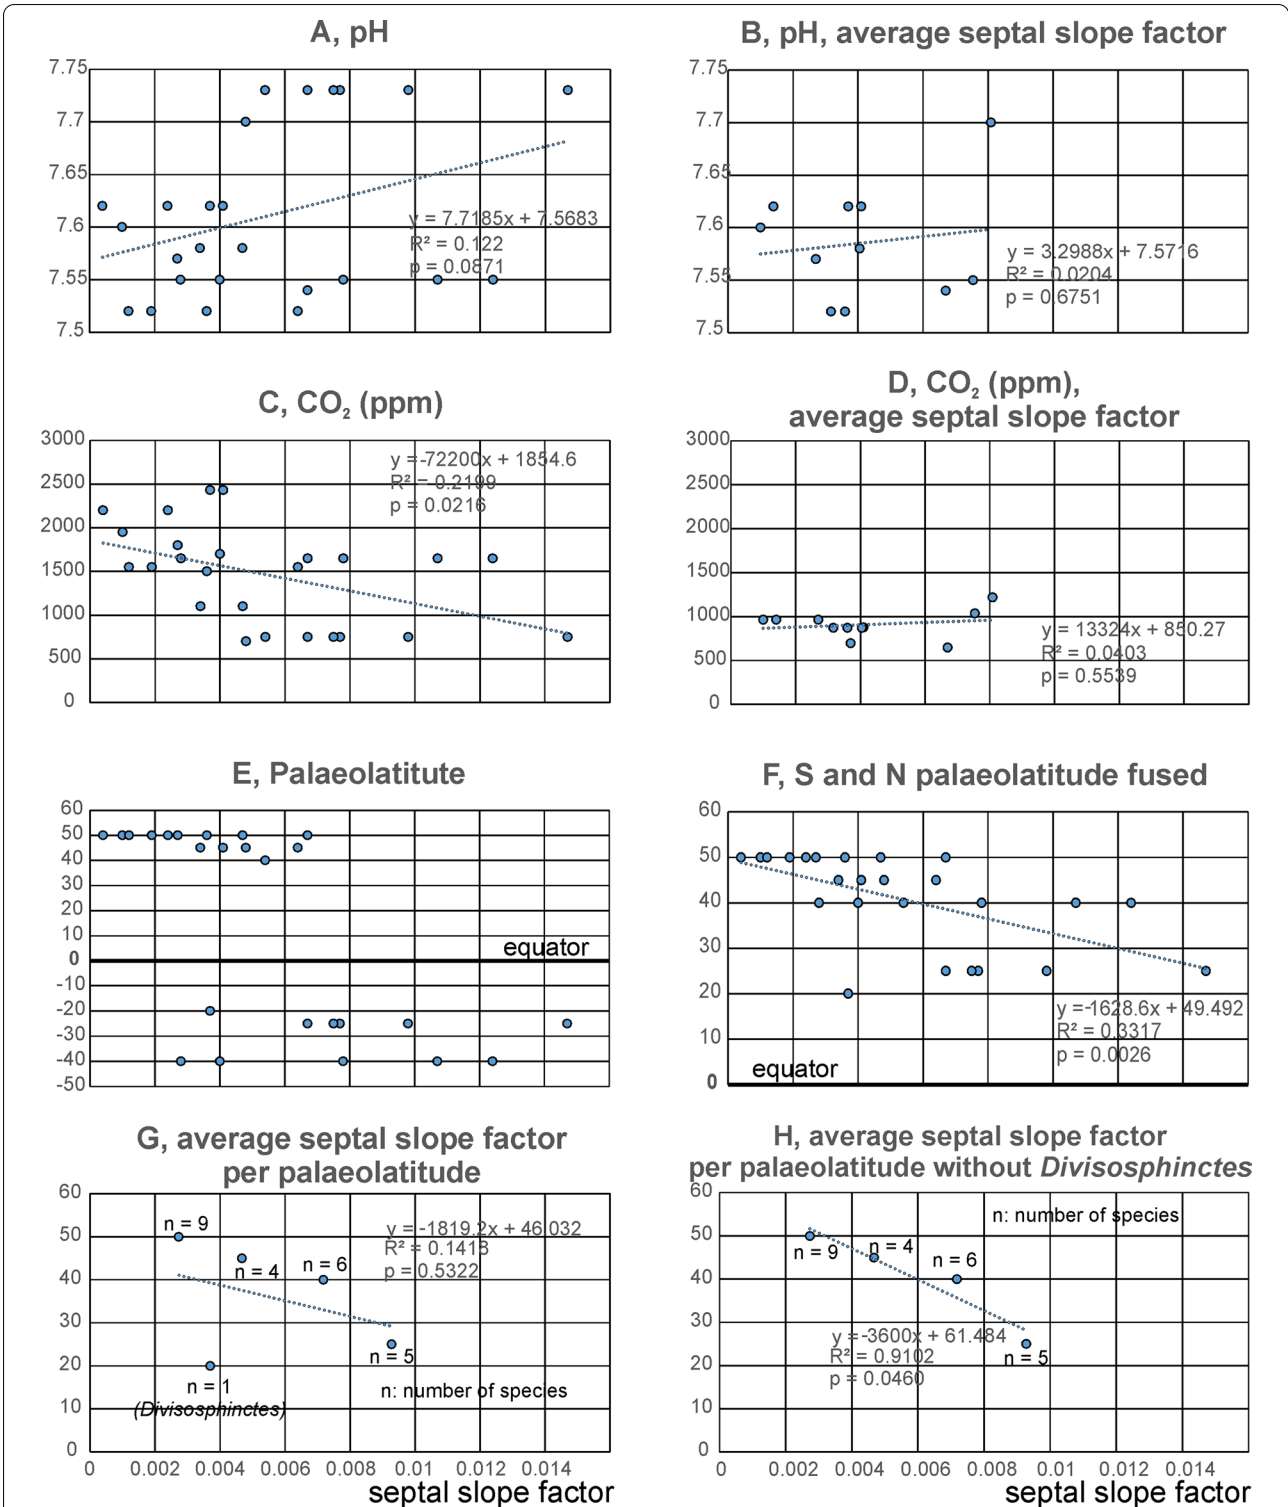 A, pH
7.75
7.7
7.65
7.6
7.55
7.5
y = 7.7185x + 7.5683
R² = 0.122
p = 0.0871
B, pH, average septal slope factor
7.75
7.7
7.65
7.6
7.55
7.5
y = 3.2988x + 7.5716
R² = 0.0204
p = 0.6751
C, CO₂ (ppm)
3000
2500
2000
1500
1000
500
0
y =-72200x + 1854.6
R² = 0.2199
p = 0.0216
D, CO₂ (ppm),
average septal slope factor
3000
2500
2000
1500
1000
500
0
y = 13324x + 850.27
R² = 0.0403
p = 0.5539
E, Palaeolatitute
60
50
40
30
20
10
0
-10
-20
-30
-40
-50
equator
F, S and N palaeolatitude fused
60
50
40
30
20
10
0
y =-1628.6x + 49.492
R² = 0.3317
p = 0.0026
equator
G, average septal slope factor
per palaeolatitude
60
50
40
30
20
10
0
n = 9
y = -1819.2x + 46.032
R² = 0.1418
p = 0.5322
n = 4
n = 6
n = 5
n = 1
(Divisosphinctes)
n: number of species
0 0.002 0.004 0.006 0.008 0.01 0.012 0.014
septal slope factor
H, average septal slope factor
per palaeolatitude without Divisosphinctes
60
50
40
30
20
10
0
n: number of species
n = 9
n = 4
n = 6
y =-3600x + 61.484
R² = 0.9102
p = 0.0460
n = 5
0 0.002 0.004 0.006 0.008 0.01 0.012 0.014
septal slope factor